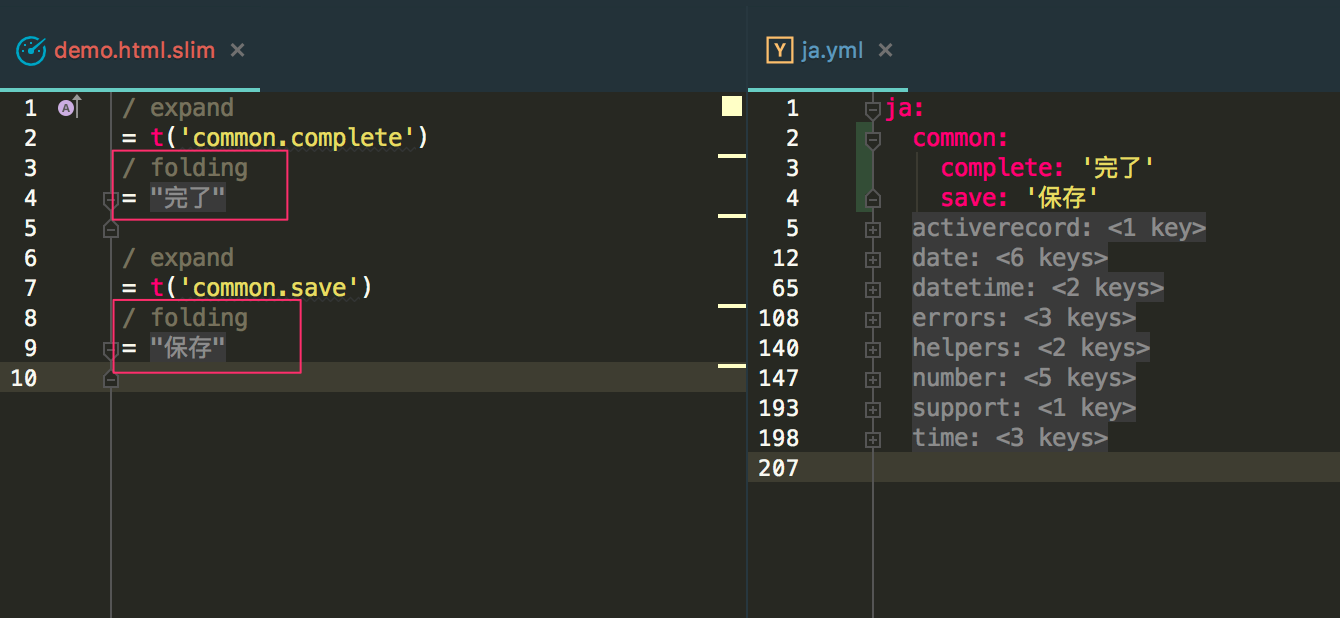 demo.html.slim ×
1 / expand
2 = t('common.complete')
3 / folding
4 = "完了"
5
6 / expand
7 = t('common.save')
8 / folding
9 = "保存"
10
Y ja.yml ×
1 ja:
2 common:
3 complete: '完了'
4 save: '保存'
5 activerecord: <1 key>
12 date: <6 keys>
65 datetime: <2 keys>
108 errors: <3 keys>
140 helpers: <2 keys>
147 number: <5 keys>
193 support: <1 key>
198 time: <3 keys>
207